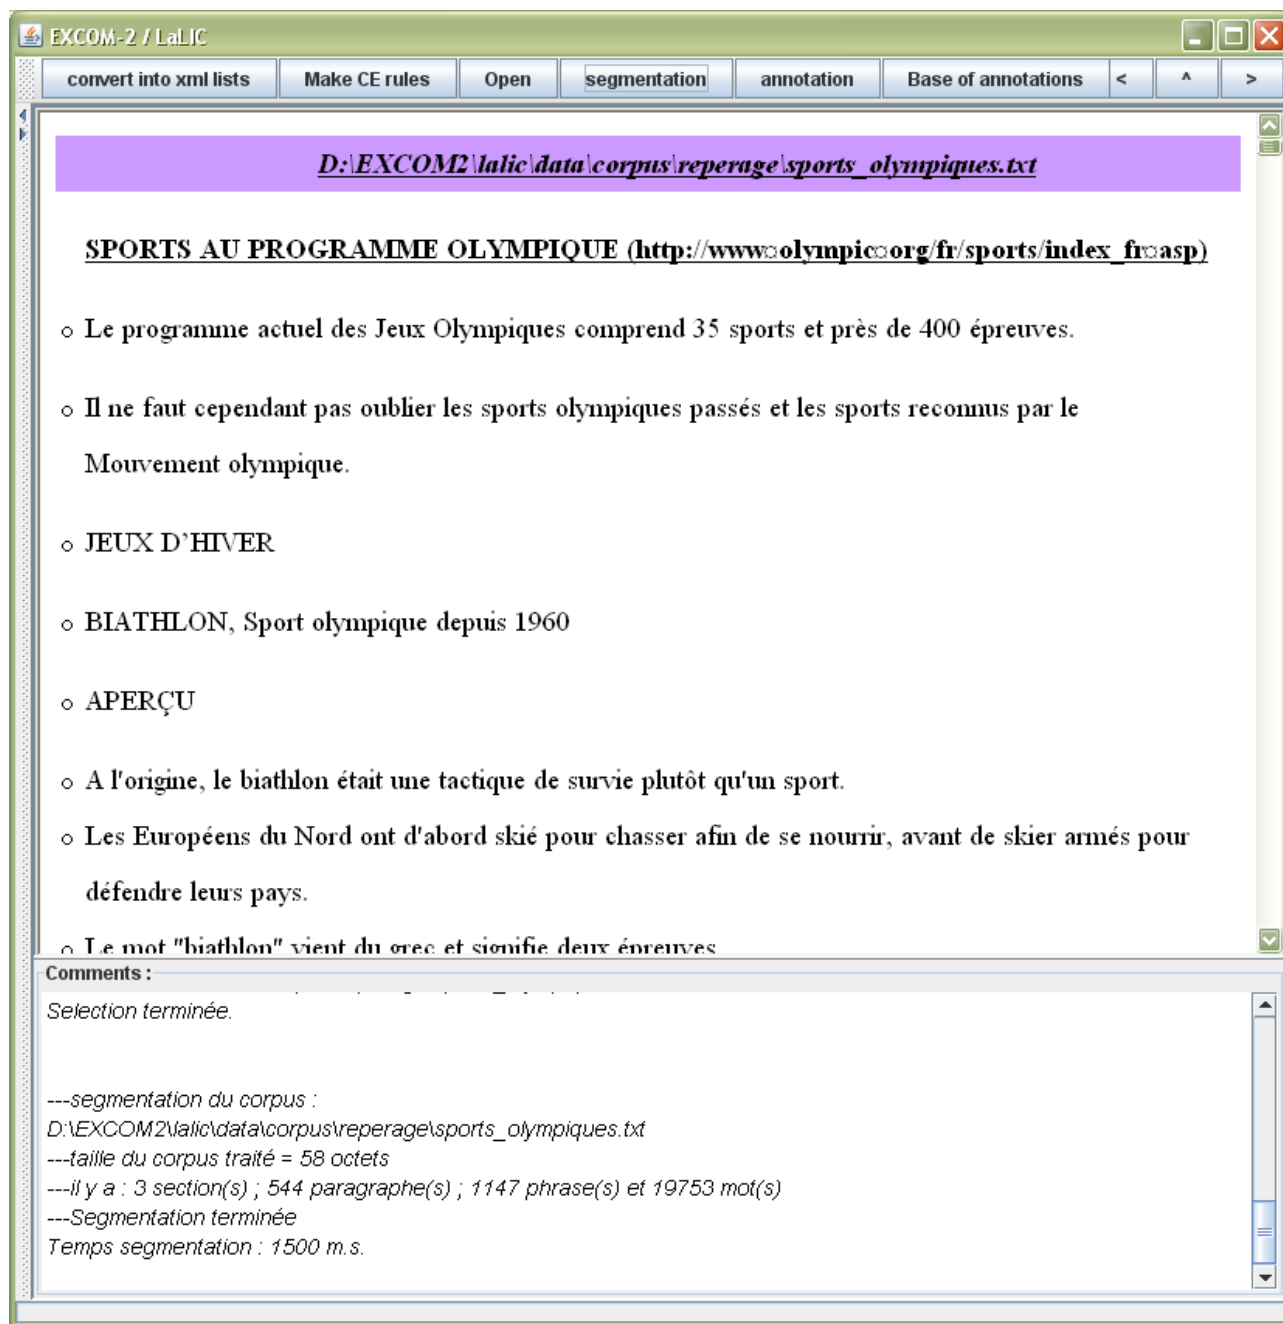 EXCOM-2 / LaLIC
convert into xml lists Make CE rules Open segmentation annotation Base of annotations < ^ >
D:\EXCOM2\lalic\data\corpus\reperage\sports_olympiques.txt
SPORTS AU PROGRAMME OLYMPIQUE (http://www¤olympic¤org/fr/sports/index_fr¤asp)
o Le programme actuel des Jeux Olympiques comprend 35 sports et près de 400 épreuves.
o Il ne faut cependant pas oublier les sports olympiques passés et les sports reconnus par le
Mouvement olympique.
o JEUX D’HIVER
o BIATHLON, Sport olympique depuis 1960
o APERÇU
o A l'origine, le biathlon était une tactique de survie plutôt qu'un sport.
o Les Européens du Nord ont d'abord skié pour chasser afin de se nourrir, avant de skier armés pour
défendre leurs pays.
o Le mot "biathlon" vient du grec et signifie deux épreuves
Comments :
Selection terminée.
---segmentation du corpus :
D:\EXCOM2\lalic\data\corpus\reperage\sports_olympiques.txt
---taille du corpus traité = 58 octets
---il y a : 3 section(s) ; 544 paragraphe(s) ; 1147 phrase(s) et 19753 mot(s)
---Segmentation terminée
Temps segmentation : 1500 m.s.